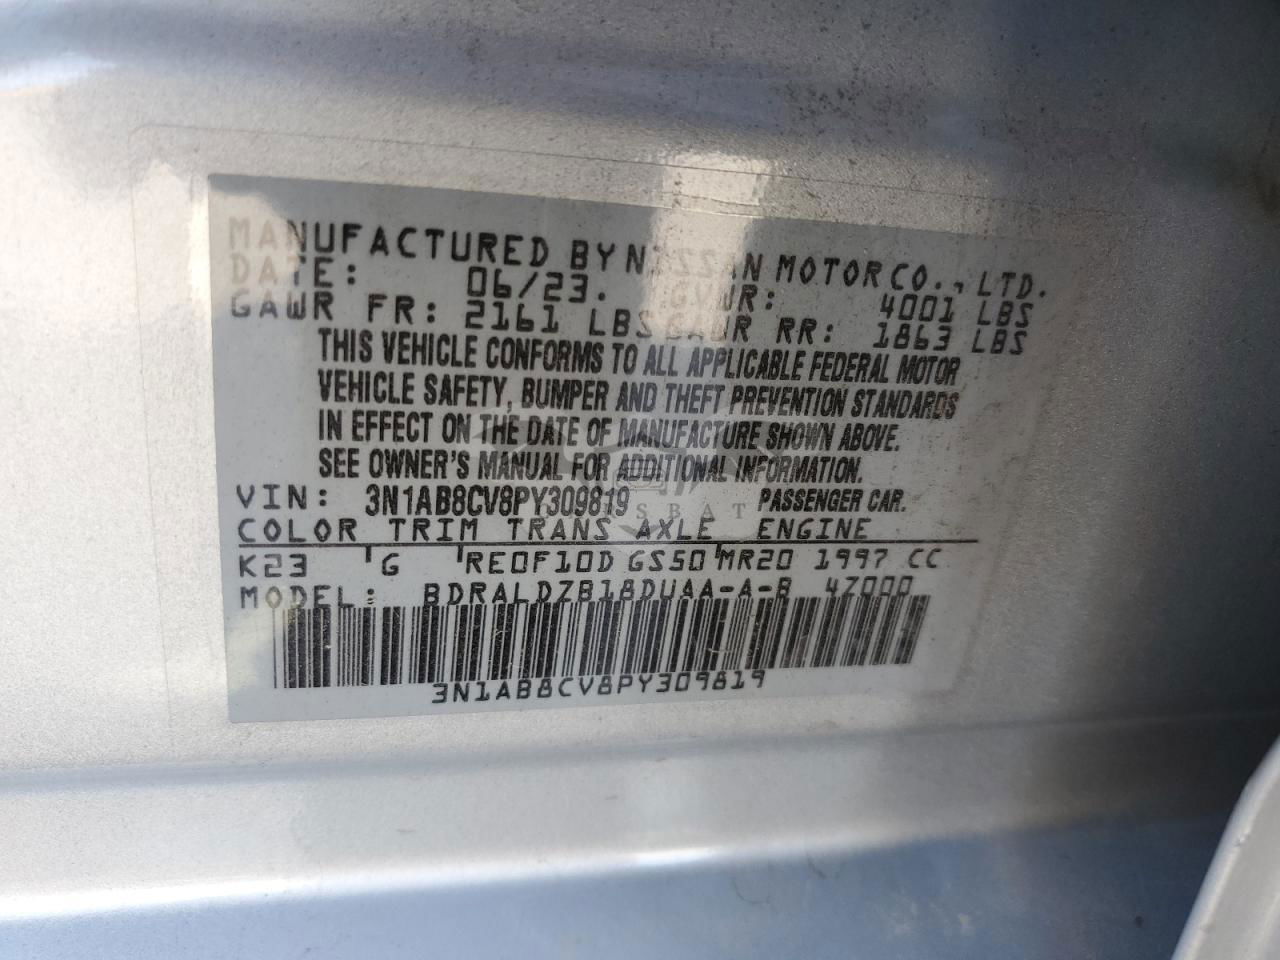 MANUFACTURED BY NISSAN MOTOR CO., LTD.
DATE: 06/23. GVWR: 4001 LBS
GAWR FR: 2161 LBS GAWR RR: 1863 LBS
THIS VEHICLE CONFORMS TO ALL APPLICABLE FEDERAL MOTOR
VEHICLE SAFETY, BUMPER AND THEFT PREVENTION STANDARDS
IN EFFECT ON THE DATE OF MANUFACTURE SHOWN ABOVE.
SEE OWNER'S MANUAL FOR ADDITIONAL INFORMATION.
VIN: 3N1AB8CV8PY309819 PASSENGER CAR.
COLOR TRIM TRANS AXLE ENGINE
K23 G RE0F10D GS50 MR20 1997 CC
MODEL: BDRALDZB18DUAA-A-B 4Z000
3N1AB8CV8PY309819